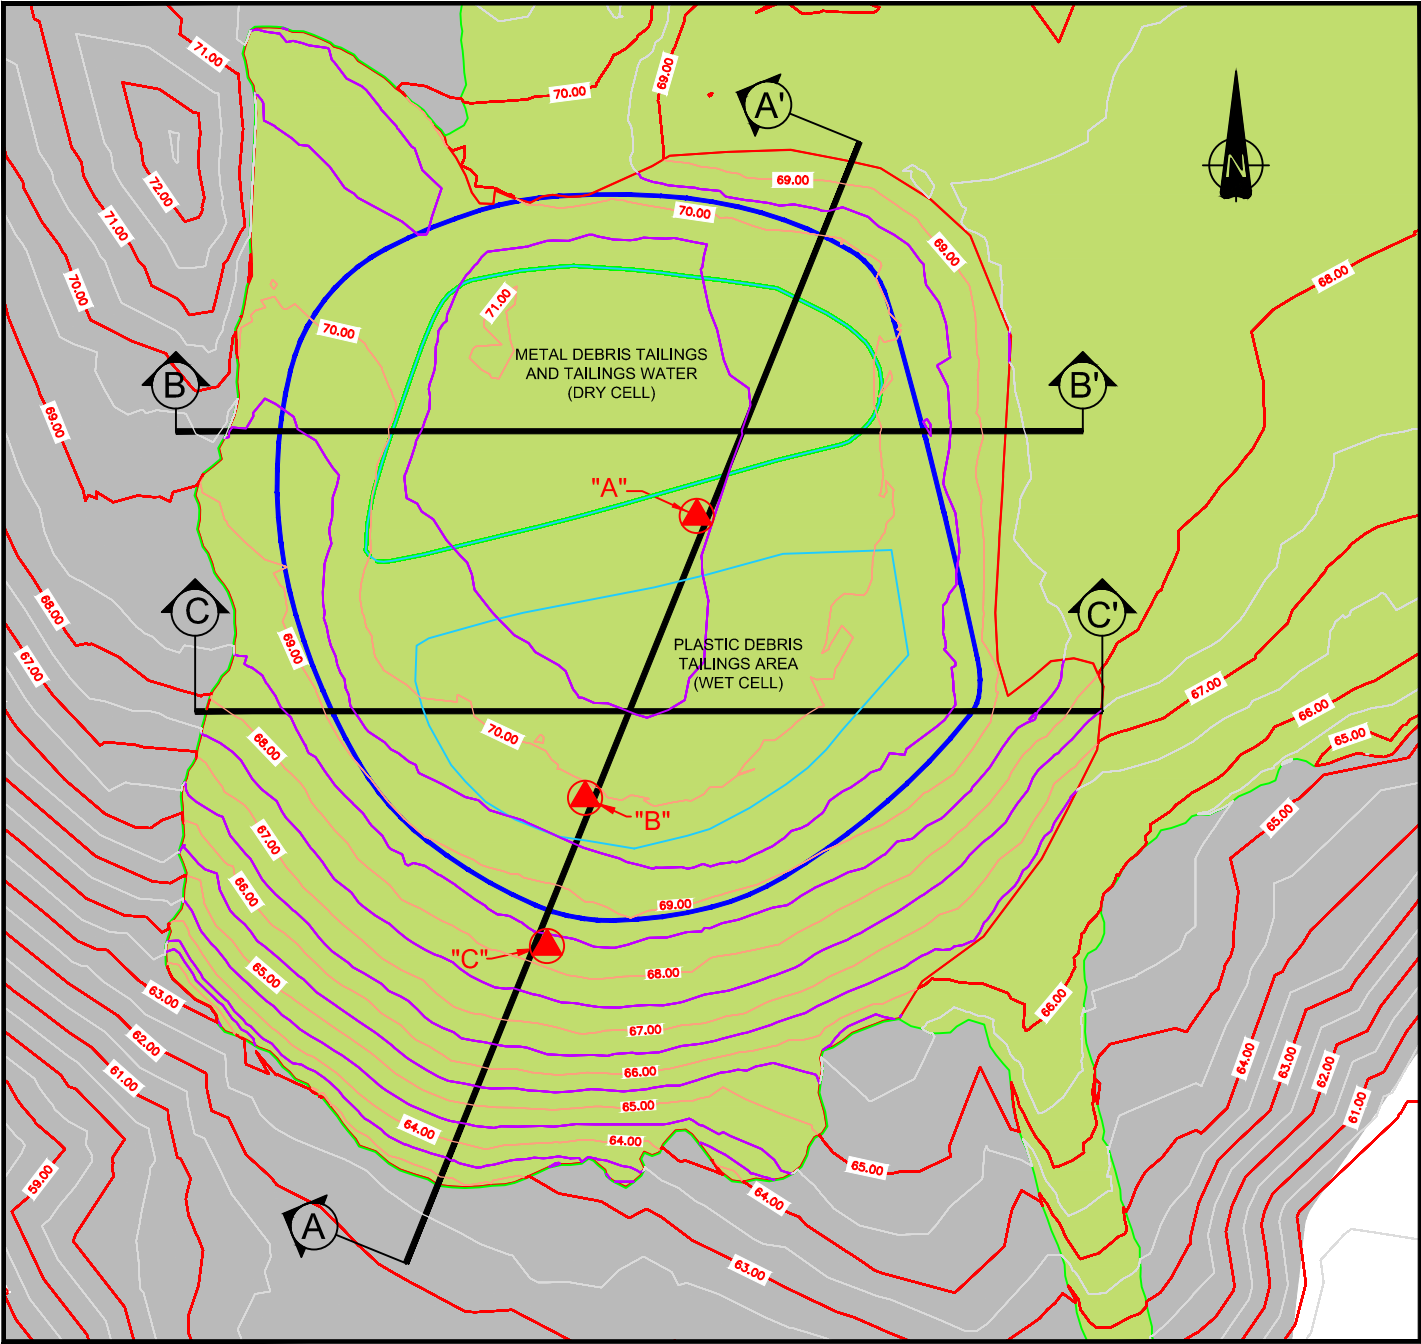 71.00
69.00
70.00
A'
N
72.00
69.00
71.00
70.00
69.00
68.00
70.00
71.00
70.00
METAL DEBRIS TAILINGS
AND TAILINGS WATER
(DRY CELL)
B
B'
69.00
"A"
68.00
C
C'
69.00
PLASTIC DEBRIS
TAILINGS AREA
(WET CELL)
67.00
67.00
66.00
68.00
70.00
65.00
"B"
65.00
67.00
66.00
69.00
"C"
68.00
65.00
63.00
66.00
67.00
62.00
64.00
63.00
62.00
61.00
66.00
65.00
61.00
64.00
64.00
65.00
59.00
64.00
A
63.00